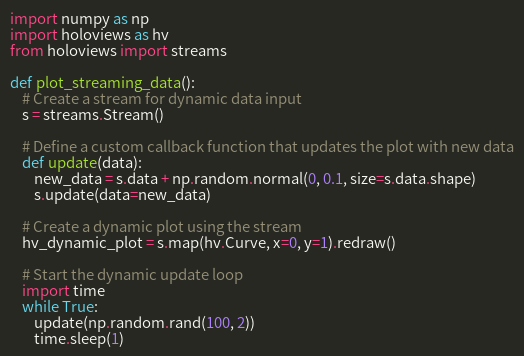 import numpy as np
import holoviews as hv
from holoviews import streams

def plot_streaming_data():
    # Create a stream for dynamic data input
    s = streams.Stream()

    # Define a custom callback function that updates the plot with new data
    def update(data):
        new_data = s.data + np.random.normal(0, 0.1, size=s.data.shape)
        s.update(data=new_data)

    # Create a dynamic plot using the stream
    hv_dynamic_plot = s.map(hv.Curve, x=0, y=1).redraw()

    # Start the dynamic update loop
    import time
    while True:
        update(np.random.rand(100, 2))
        time.sleep(1)